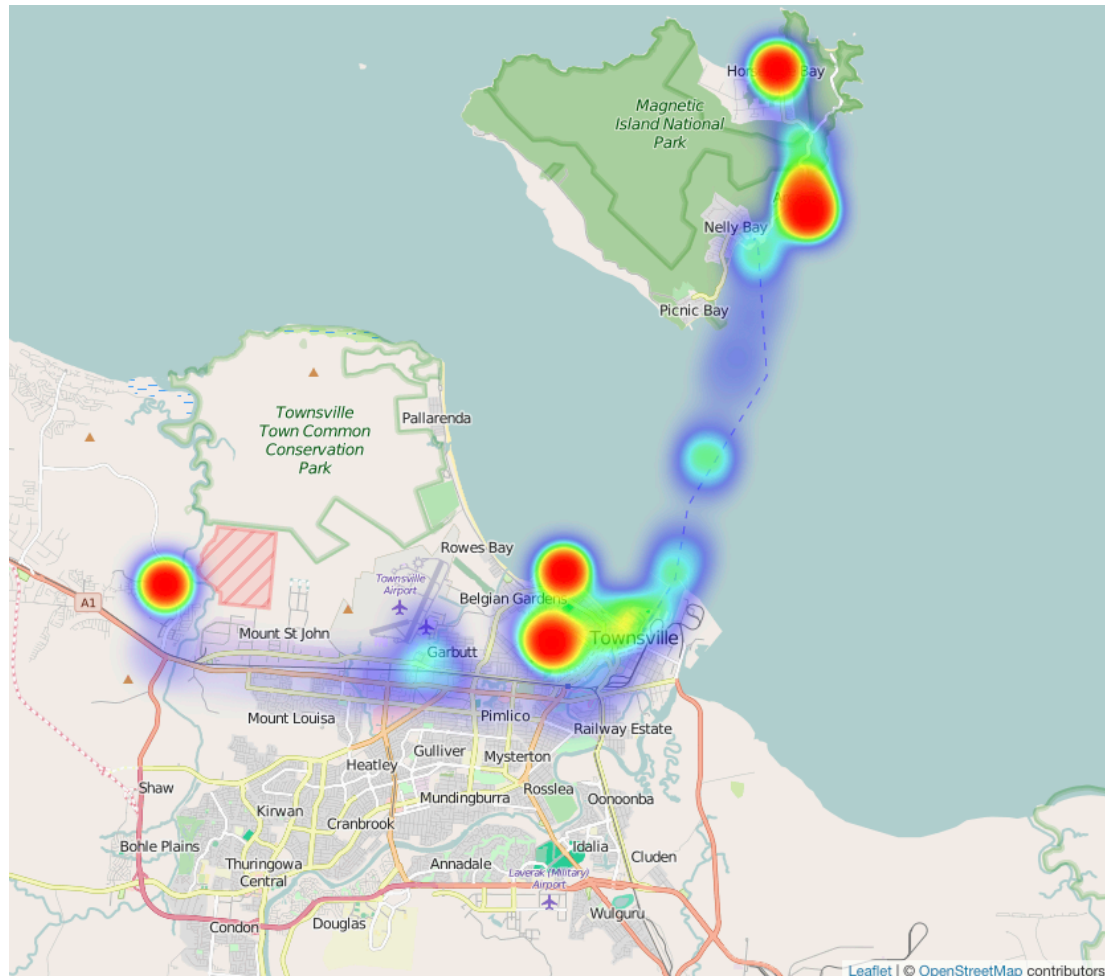 Hor
Bay
Magnetic
Island National
Park
A
Nelly Bay
Picnic Bay
Pallarenda
Townsville
Town Common
Conservation
Park
Rowes Bay
Townsville
Airport
Belgian Gardens
A1
Mount St John
Townsville
Garbutt
Mount Louisa
Pimlico
Railway Estate
Gulliver
Mysterton
Heatley
Shaw
Rosslea
Mundingburra
Oonoonba
Kirwan
Cranbrook
Bohle Plains
Idalia
Thuringowa
Central
Annadale
Cluden
Laverak (Military)
Airport
Wulguru
Douglas
Condon
Leaflet | © OpenStreetMap contributors